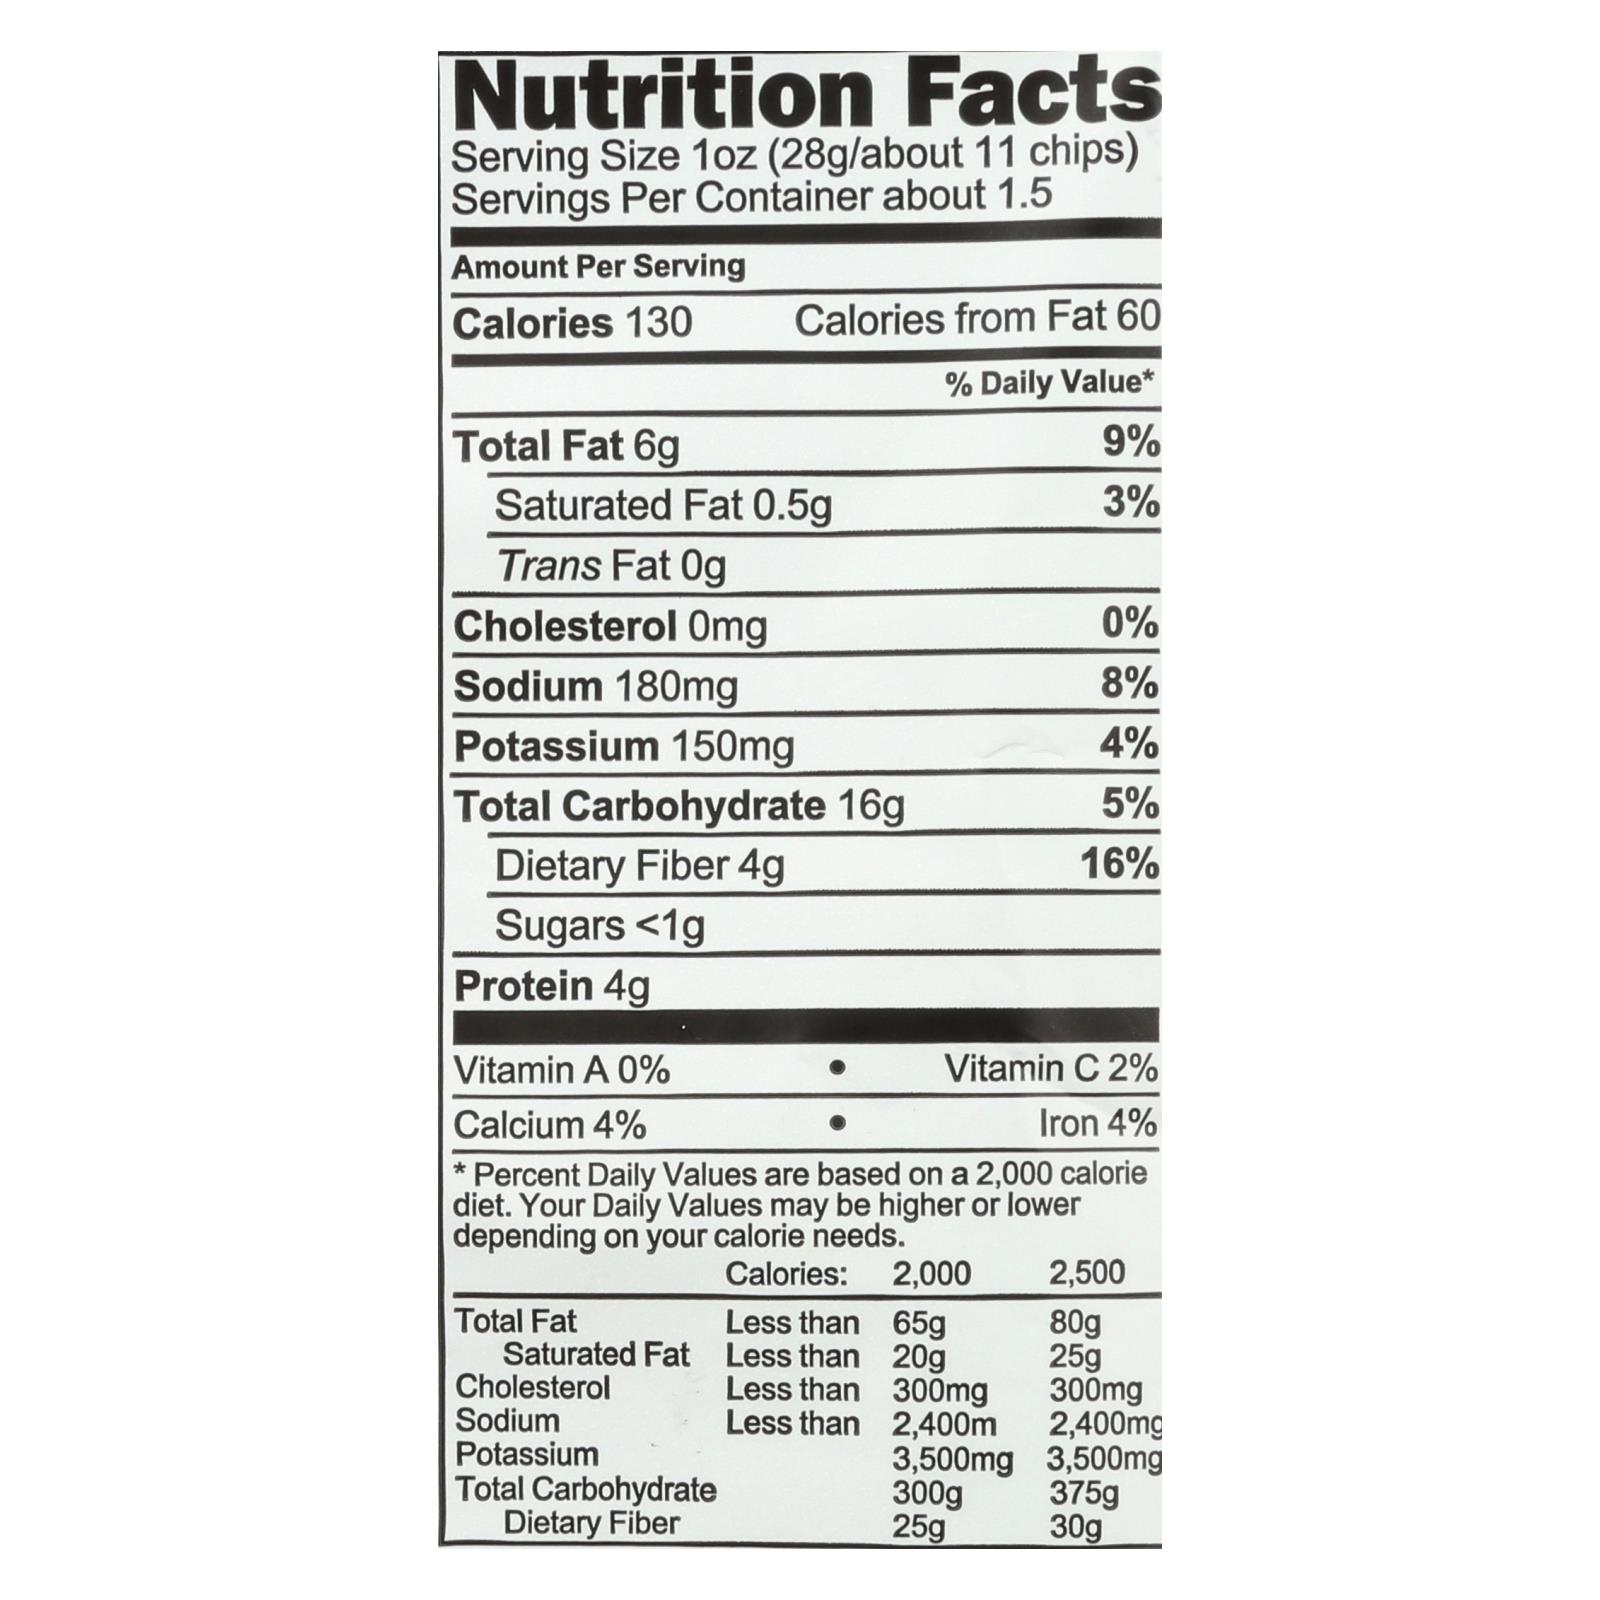 Nutrition Facts
Serving Size 1oz (28g/about 11 chips)
Servings Per Container about 1.5
Amount Per Serving
Calories 130 Calories from Fat 60
% Daily Value*
Total Fat 6g 9%
Saturated Fat 0.5g 3%
Trans Fat 0g
Cholesterol 0mg 0%
Sodium 180mg 8%
Potassium 150mg 4%
Total Carbohydrate 16g 5%
Dietary Fiber 4g 16%
Sugars <1g
Protein 4g
Vitamin A 0% • Vitamin C 2%
Calcium 4% • Iron 4%
* Percent Daily Values are based on a 2,000 calorie
diet. Your Daily Values may be higher or lower
depending on your calorie needs.
Calories: 2,000 2,500
Total Fat Less than 65g 80g
Saturated Fat Less than 20g 25g
Cholesterol Less than 300mg 300mg
Sodium Less than 2,400m 2,400mg
Potassium 3,500mg 3,500mg
Total Carbohydrate 300g 375g
Dietary Fiber 25g 30g